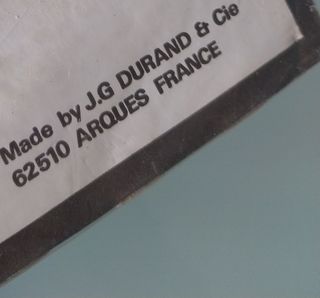 Made by J.G DURAND & Cie
62510 ARQUES FRANCE